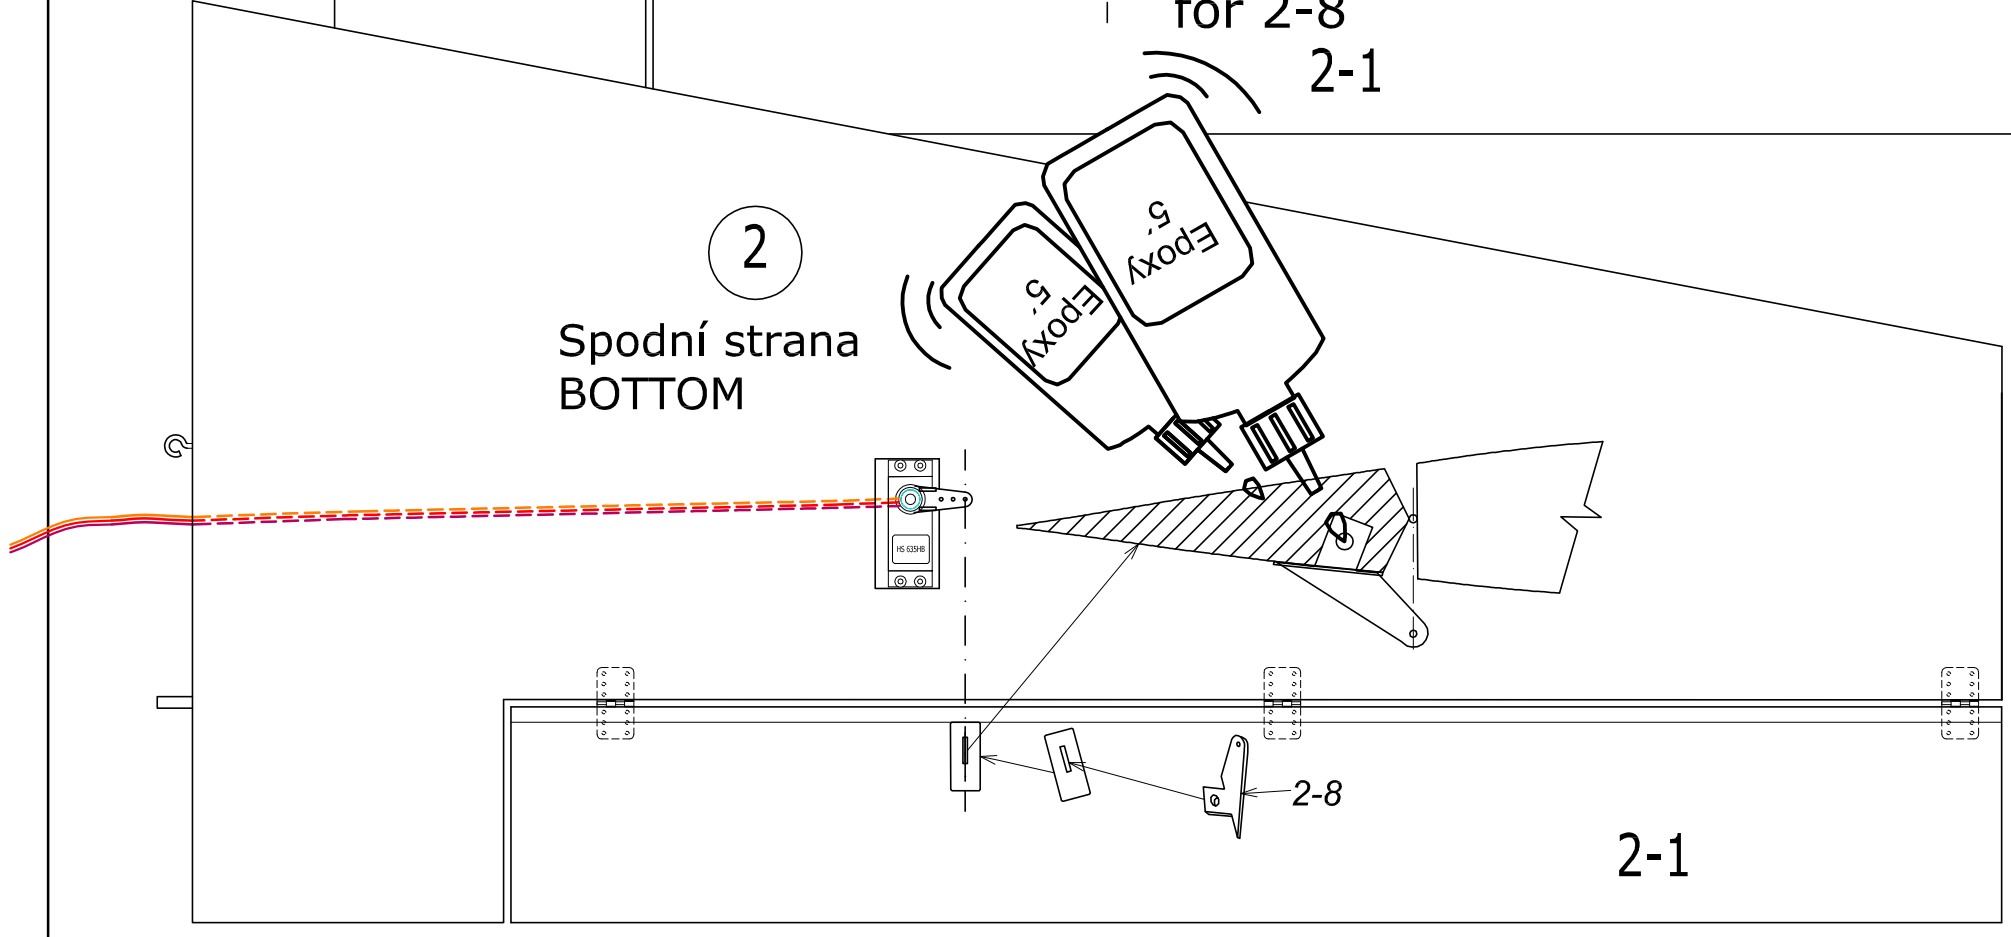 for 2-8
2-1
2
Spodní strana
BOTTOM
Epoxy
5´
Epoxy
5´
HS 635HB
2-8
2-1